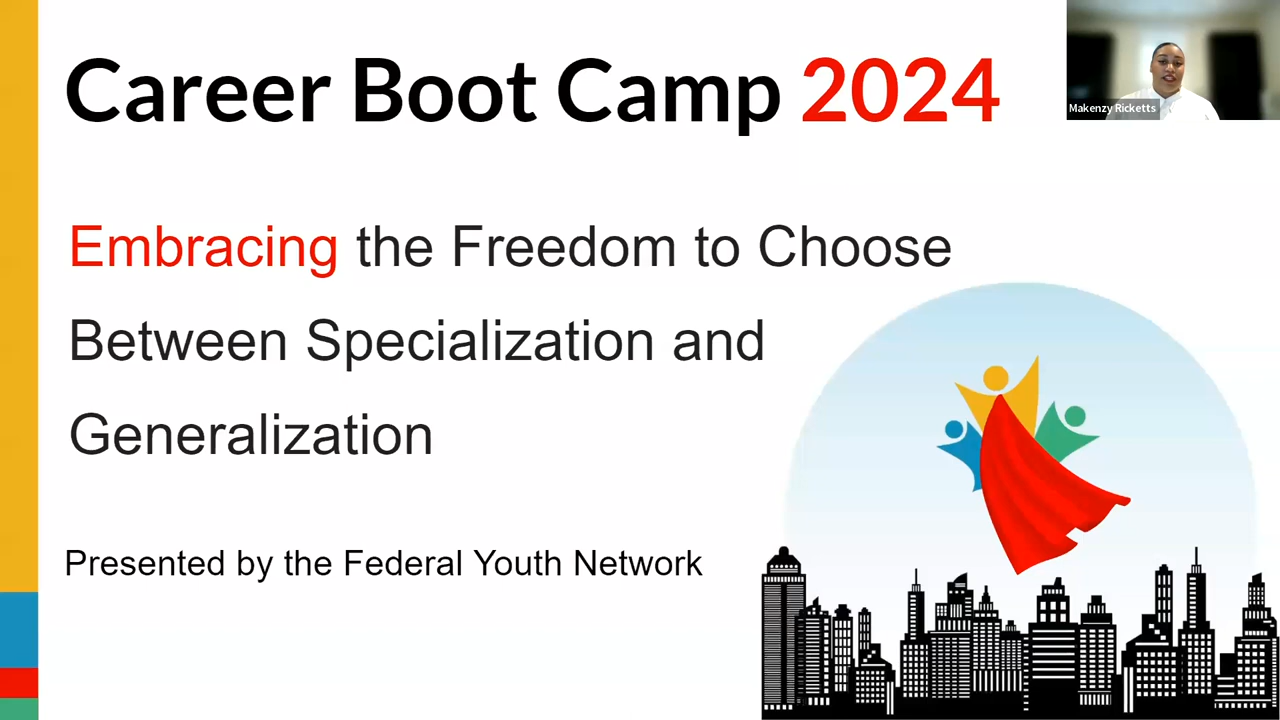 Career Boot Camp 2024
Makenzy Ricketts
Embracing the Freedom to Choose
Between Specialization and
Generalization
Presented by the Federal Youth Network